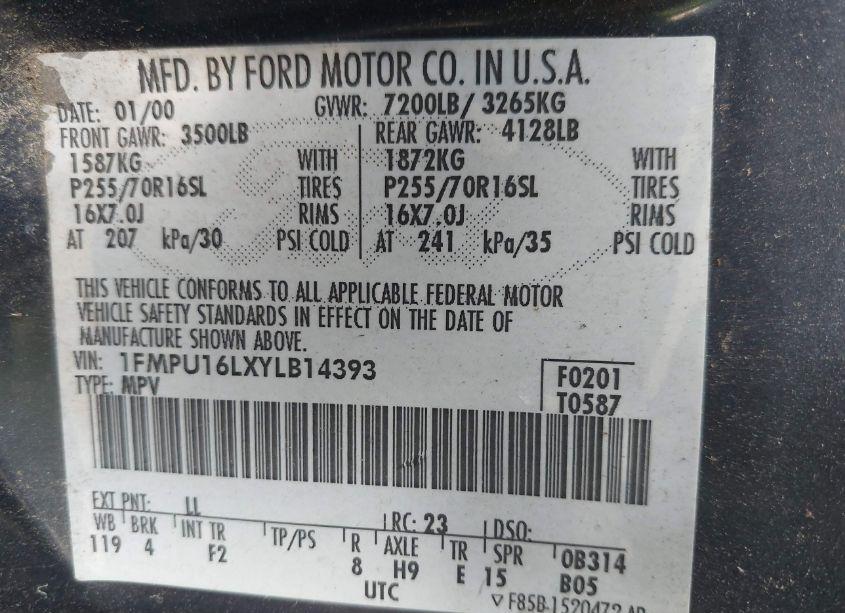 MFD. BY FORD MOTOR CO. IN U.S.A.
DATE: 01/00 GVWR: 7200LB/ 3265KG
FRONT GAWR: 3500LB REAR GAWR: 4128LB
1587KG WITH 1872KG WITH
P255/70R16SL TIRES P255/70R16SL TIRES
16X7.0J RIMS 16X7.0J RIMS
AT 207 kPa/30 PSI COLD AT 241 kPa/35 PSI COLD
THIS VEHICLE CONFORMS TO ALL APPLICABLE FEDERAL MOTOR
VEHICLE SAFETY STANDARDS IN EFFECT ON THE DATE OF
MANUFACTURE SHOWN ABOVE.
VIN: 1FMPU16LXYLB14393
TYPE: MPV
F0201
T0587
EXT PNT: LL RC: 23 DSO:
WB BRK INT TR TP/PS R AXLE TR SPR 0B314
119 4 F2 8 H9 E 15 B05
UTC
F85B-1520472-AB